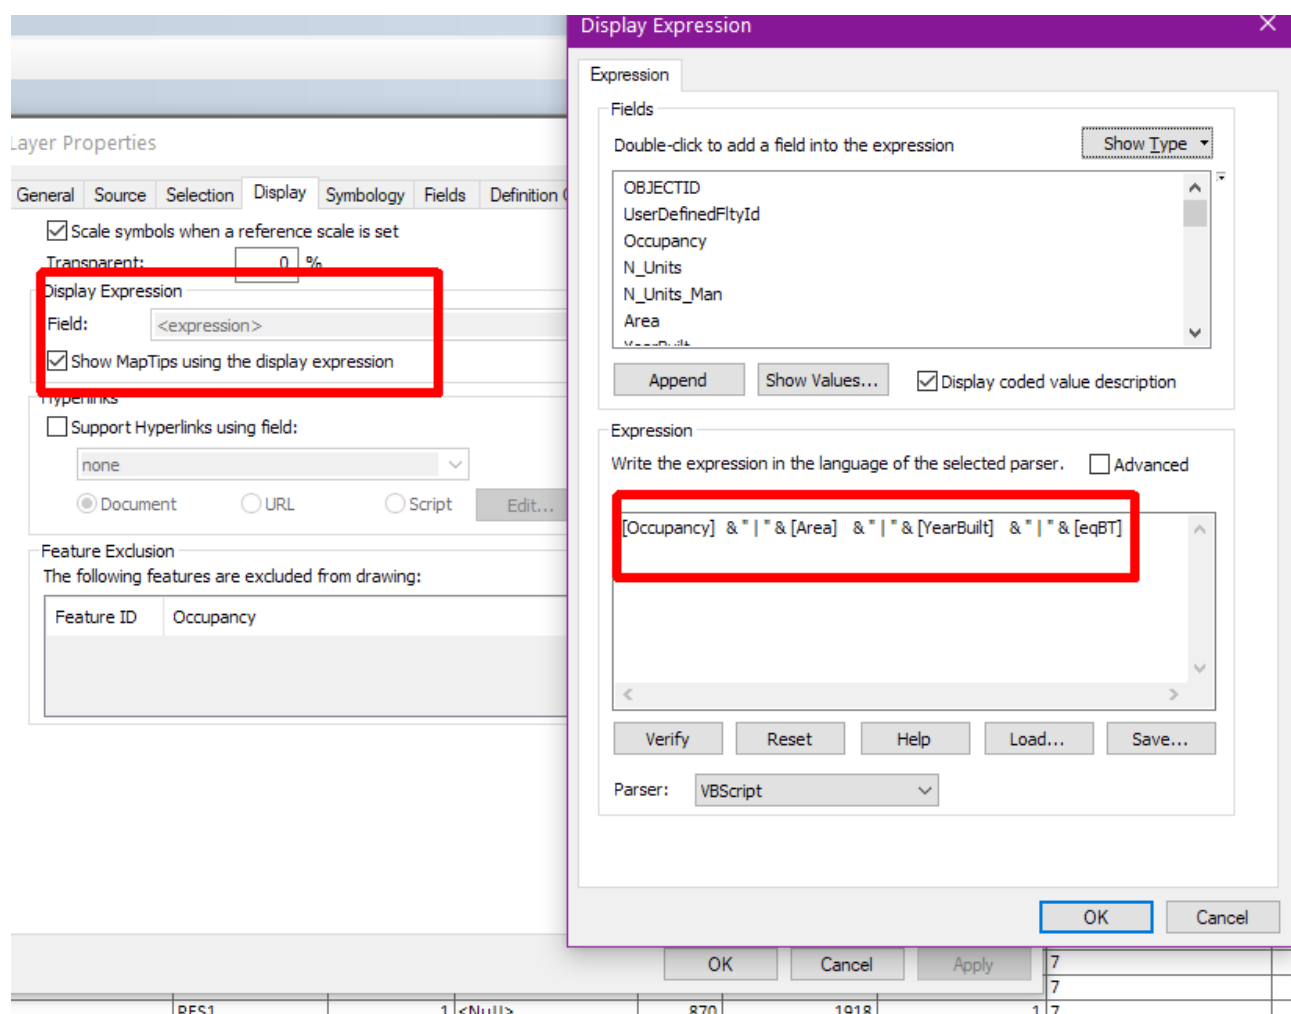 Display Expression
Expression
Fields
Double-click to add a field into the expression
Show Type
OBJECTID
UserDefinedFltyId
Occupancy
N_Units
N_Units_Man
Area
YearBuilt
Append
Show Values...
Display coded value description
Expression
Write the expression in the language of the selected parser.
Advanced
[Occupancy] & " | " & [Area] & " | " & [YearBuilt] & " | " & [eqBT]
Verify
Reset
Help
Load...
Save...
Parser:
VBScript
OK
Cancel
Layer Properties
General
Source
Selection
Display
Symbology
Fields
Definition
Scale symbols when a reference scale is set
Transparent:
0 %
Display Expression
Field:
<expression>
Show MapTips using the display expression
Hyperlinks
Support Hyperlinks using field:
none
Document
URL
Script
Edit...
Feature Exclusion
The following features are excluded from drawing:
Feature ID
Occupancy
OK
Cancel
Apply
7
7
RES1 1 <Null> 870 1918 1 7